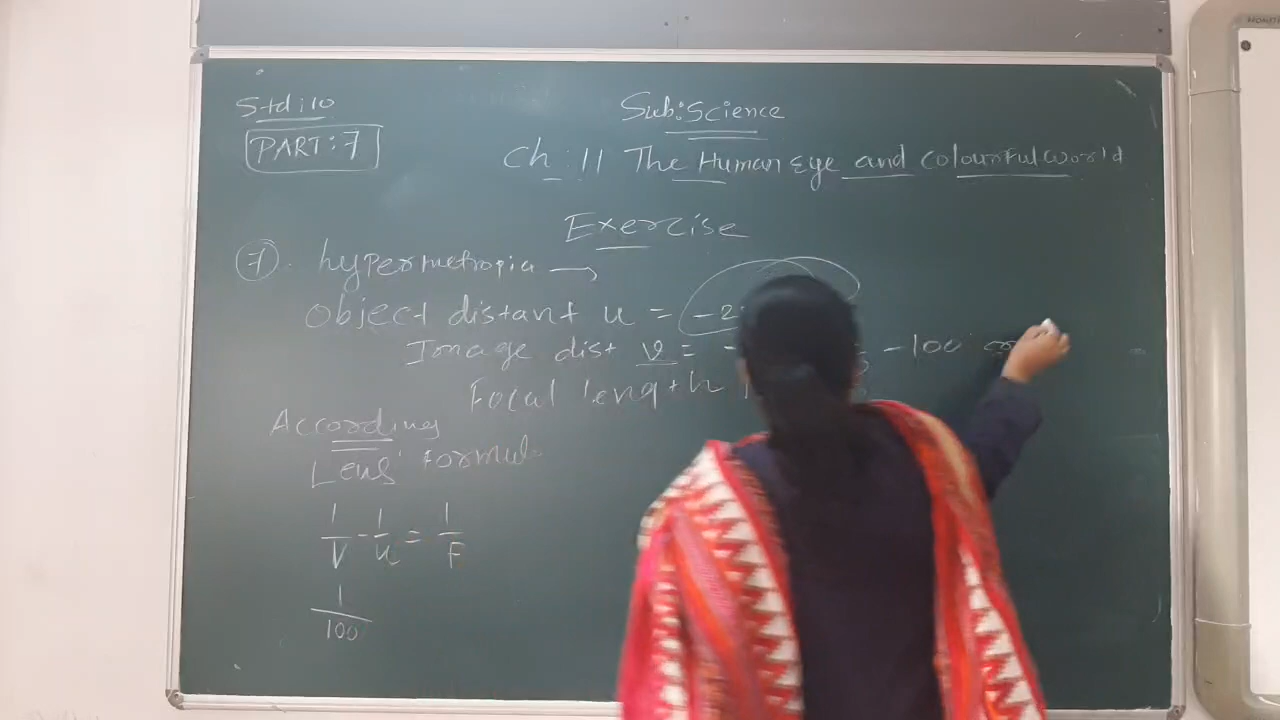 Std: 10
PART: 7
Sub: Science
Ch: 11 The Human Eye and Colourful World
Exercise
7. hypermetropia →
object distant u = -2
Image dist v = - = -100 cm
Focal length
According
Lens' Formula
1/V - 1/u = 1/F
1/100